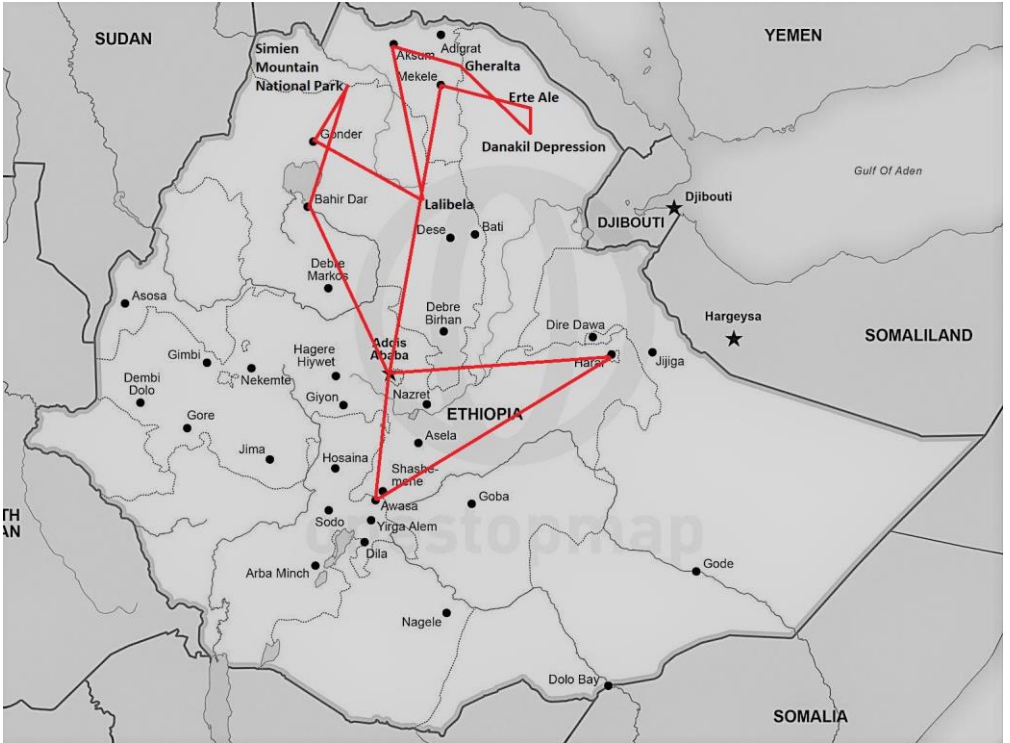 SUDAN
YEMEN
Simien
Mountain
National Park
Aksum
Adigrat
Gheralta
Mekele
Erte Ale
Danakil Depression
Gonder
Gulf Of Aden
Bahir Dar
Lalibela
Djibouti
DJIBOUTI
Dese
Bati
Debre
Markos
Asosa
Debre
Birhan
Dire Dawa
Hargeysa
SOMALILAND
Addis
Ababa
Harar
Jijiga
Gimbi
Nekemte
Hagere
Hiywet
Dembi
Dolo
Giyon
Nazret
ETHIOPIA
Gore
Asela
Jima
Hosaina
Shashe-
mene
Goba
Awasa
Sodo
Yirga Alem
TH
AN
onestopmap
Dila
Arba Minch
Gode
Nagele
Dolo Bay
SOMALIA